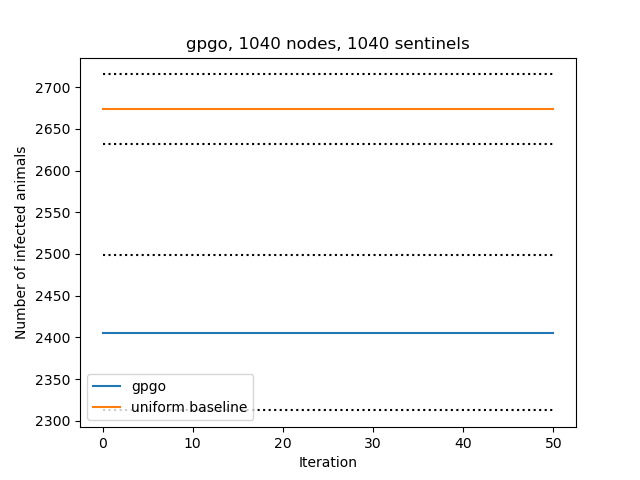 gpgo, 1040 nodes, 1040 sentinels
Number of infected animals
2700
2650
2600
2550
2500
2450
2400
2350
2300
gpgo
uniform baseline
0 10 20 30 40 50
Iteration